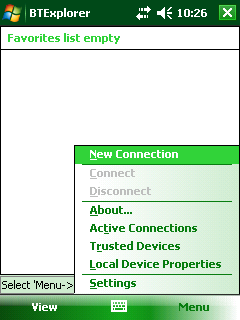 BTExplorer 10:26
Favorites list empty
New Connection
Connect
Disconnect
About...
Active Connections
Trusted Devices
Local Device Properties
Settings
Select 'Menu->
View Menu